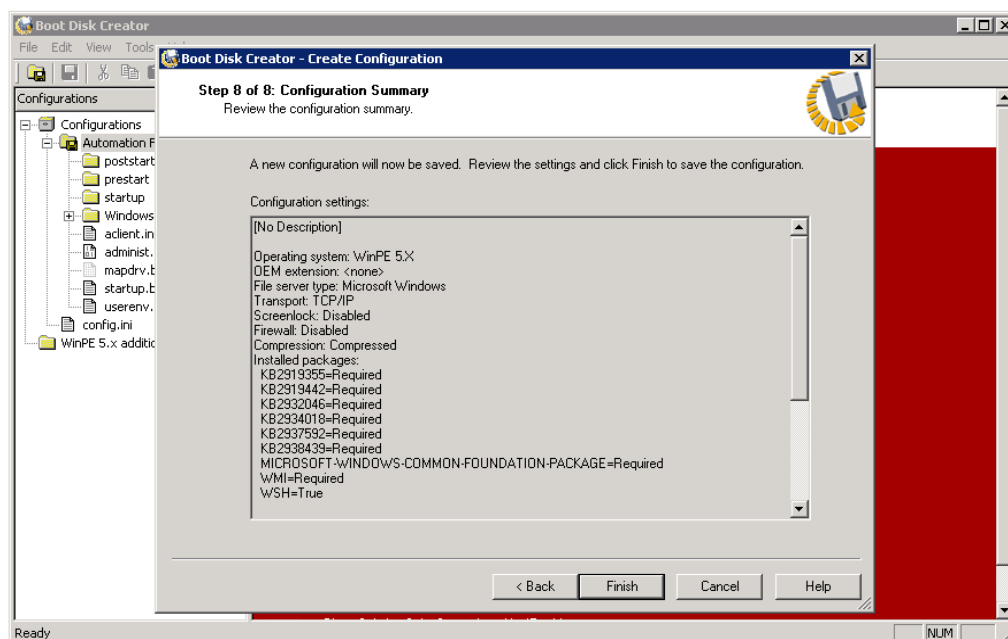 Boot Disk Creator
File Edit View Tools
Configurations
Configurations
Automation F
poststart
prestart
startup
Windows
aclient.in
administ.
mapdrv.b
startup.b
userenv.
config.ini
WinPE 5.x additio
Boot Disk Creator - Create Configuration
Step 8 of 8: Configuration Summary
Review the configuration summary.
A new configuration will now be saved. Review the settings and click Finish to save the configuration.
Configuration settings:
[No Description]
Operating system: WinPE 5.X
OEM extension: <none>
File server type: Microsoft Windows
Transport: TCP/IP
Screenlock: Disabled
Firewall: Disabled
Compression: Compressed
Installed packages:
KB2919355=Required
KB2919442=Required
KB2932046=Required
KB2934018=Required
KB2937592=Required
KB2938439=Required
MICROSOFT-WINDOWS-COMMON-FOUNDATION-PACKAGE=Required
WMI=Required
WSH=True
< Back Finish Cancel Help
Ready NUM